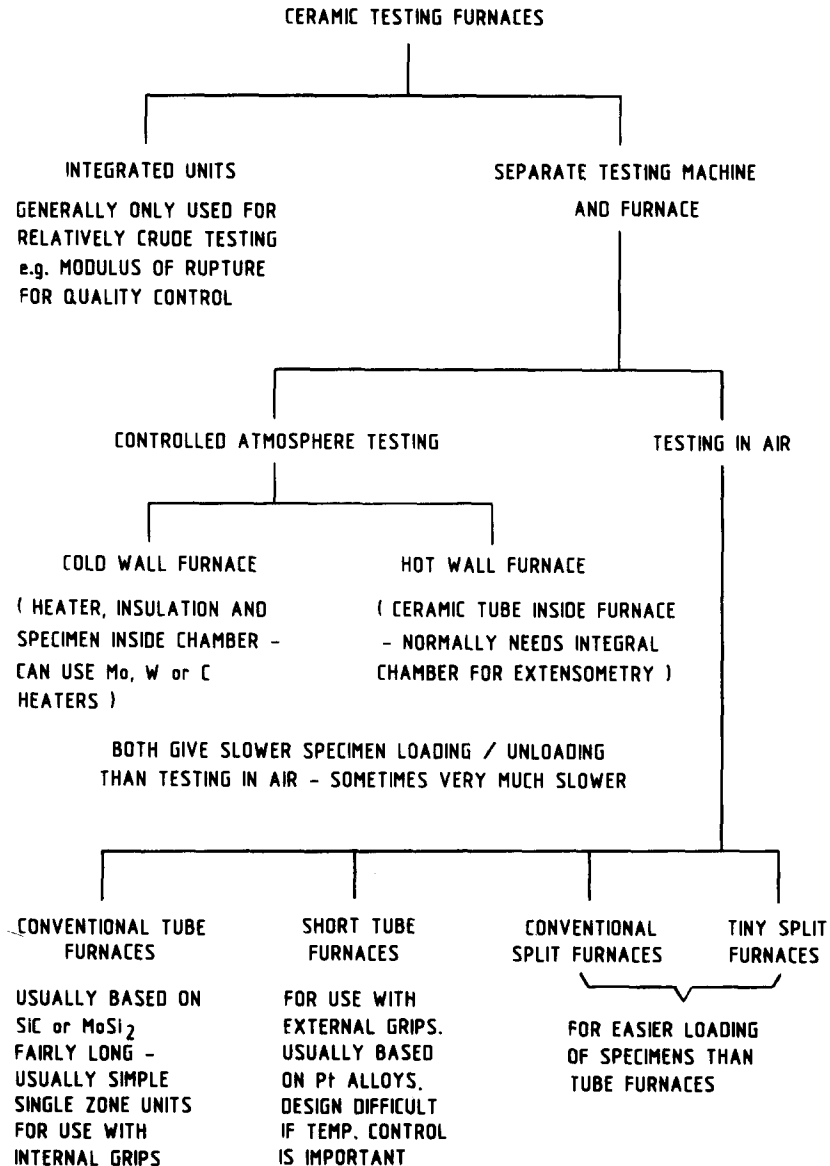 CERAMIC TESTING FURNACES
INTEGRATED UNITS
GENERALLY ONLY USED FOR
RELATIVELY CRUDE TESTING
e.g. MODULUS OF RUPTURE
FOR QUALITY CONTROL
SEPARATE TESTING MACHINE
AND FURNACE
CONTROLLED ATMOSPHERE TESTING
TESTING IN AIR
COLD WALL FURNACE
( HEATER, INSULATION AND
SPECIMEN INSIDE CHAMBER –
CAN USE Mo, W or C
HEATERS )
HOT WALL FURNACE
( CERAMIC TUBE INSIDE FURNACE
– NORMALLY NEEDS INTEGRAL
CHAMBER FOR EXTENSOMETRY )
BOTH GIVE SLOWER SPECIMEN LOADING / UNLOADING
THAN TESTING IN AIR – SOMETIMES VERY MUCH SLOWER
CONVENTIONAL TUBE
FURNACES
USUALLY BASED ON
SiC or MoSi2
FAIRLY LONG –
USUALLY SIMPLE
SINGLE ZONE UNITS
FOR USE WITH
INTERNAL GRIPS
SHORT TUBE
FURNACES
FOR USE WITH
EXTERNAL GRIPS.
USUALLY BASED
ON Pt ALLOYS.
DESIGN DIFFICULT
IF TEMP. CONTROL
IS IMPORTANT
CONVENTIONAL
SPLIT FURNACES
TINY SPLIT
FURNACES
FOR EASIER LOADING
OF SPECIMENS THAN
TUBE FURNACES